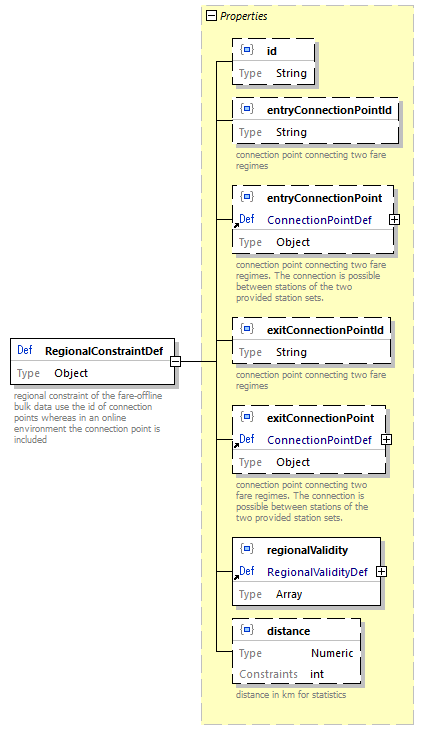 Properties
id
Type String
entryConnectionPointId
Type String
connection point connecting two fare
regimes
entryConnectionPoint
Def ConnectionPointDef
Type Object
connection point connecting two fare
regimes. The connection is possible
between stations of the two
provided station sets.
exitConnectionPointId
Type String
connection point connecting two fare
regimes
Def RegionalConstraintDef
Type Object
regional constraint of the fare-offline
bulk data use the id of connection
points whereas in an online
environment the connection point is
included
exitConnectionPoint
Def ConnectionPointDef
Type Object
connection point connecting two
fare regimes. The connection is
possible between stations of the
two provided station sets.
regionalValidity
Def RegionalValidityDef
Type Array
distance
Type Numeric
Constraints int
distance in km for statistics